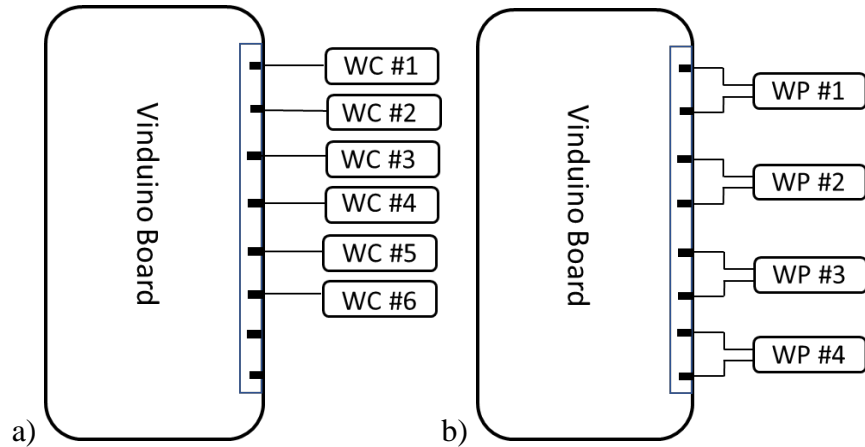 Vinduino Board
WC #1
WC #2
WC #3
WC #4
WC #5
WC #6
a)
Vinduino Board
WP #1
WP #2
WP #3
WP #4
b)